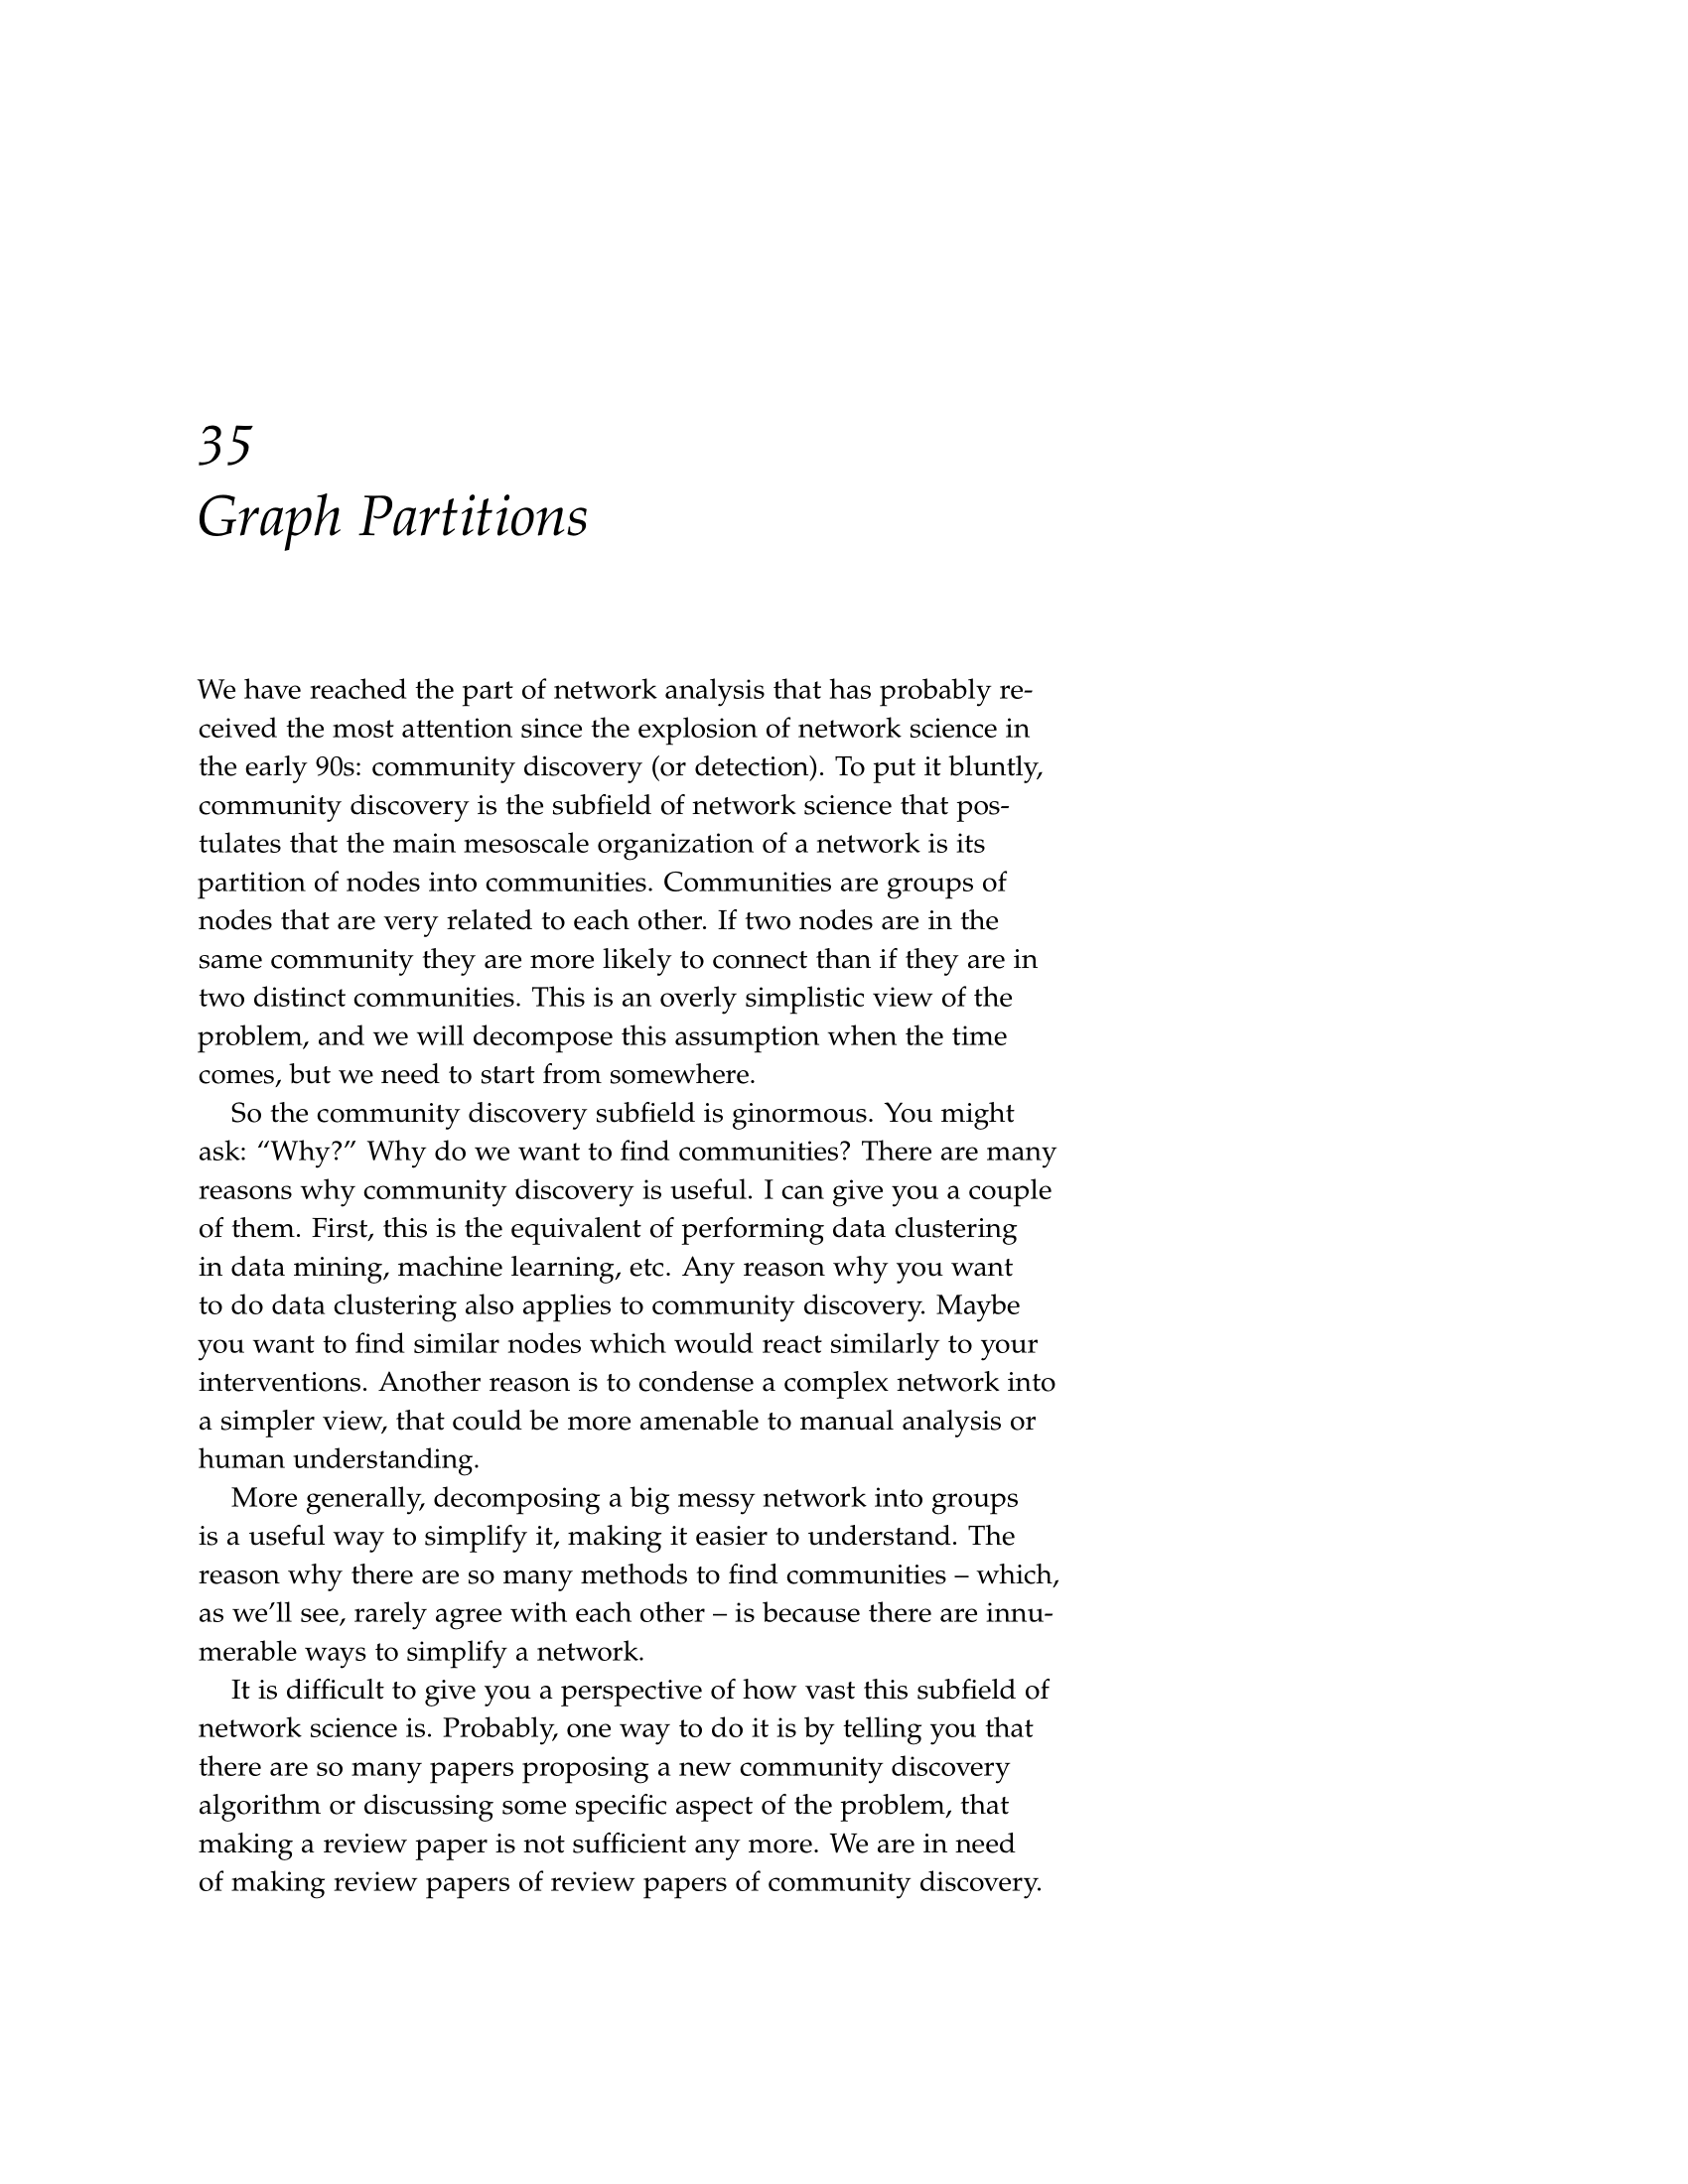 35
Graph Partitions
We have reached the part of network analysis that has probably re-
ceived the most attention since the explosion of network science in
the early 90s: community discovery (or detection). To put it bluntly,
community discovery is the subfield of network science that pos-
tulates that the main mesoscale organization of a network is its
partition of nodes into communities. Communities are groups of
nodes that are very related to each other. If two nodes are in the
same community they are more likely to connect than if they are in
two distinct communities. This is an overly simplistic view of the
problem, and we will decompose this assumption when the time
comes, but we need to start from somewhere.
So the community discovery subfield is ginormous. You might
ask: “Why?” Why do we want to find communities? There are many
reasons why community discovery is useful. I can give you a couple
of them. First, this is the equivalent of performing data clustering
in data mining, machine learning, etc. Any reason why you want
to do data clustering also applies to community discovery. Maybe
you want to find similar nodes which would react similarly to your
interventions. Another reason is to condense a complex network into
a simpler view, that could be more amenable to manual analysis or
human understanding.
More generally, decomposing a big messy network into groups
is a useful way to simplify it, making it easier to understand. The
reason why there are so many methods to find communities – which,
as we’ll see, rarely agree with each other – is because there are innu-
merable ways to simplify a network.
It is difficult to give you a perspective of how vast this subfield of
network science is. Probably, one way to do it is by telling you that
there are so many papers proposing a new community discovery
algorithm or discussing some specific aspect of the problem, that
making a review paper is not sufficient any more. We are in need
of making review papers of review papers of community discovery.